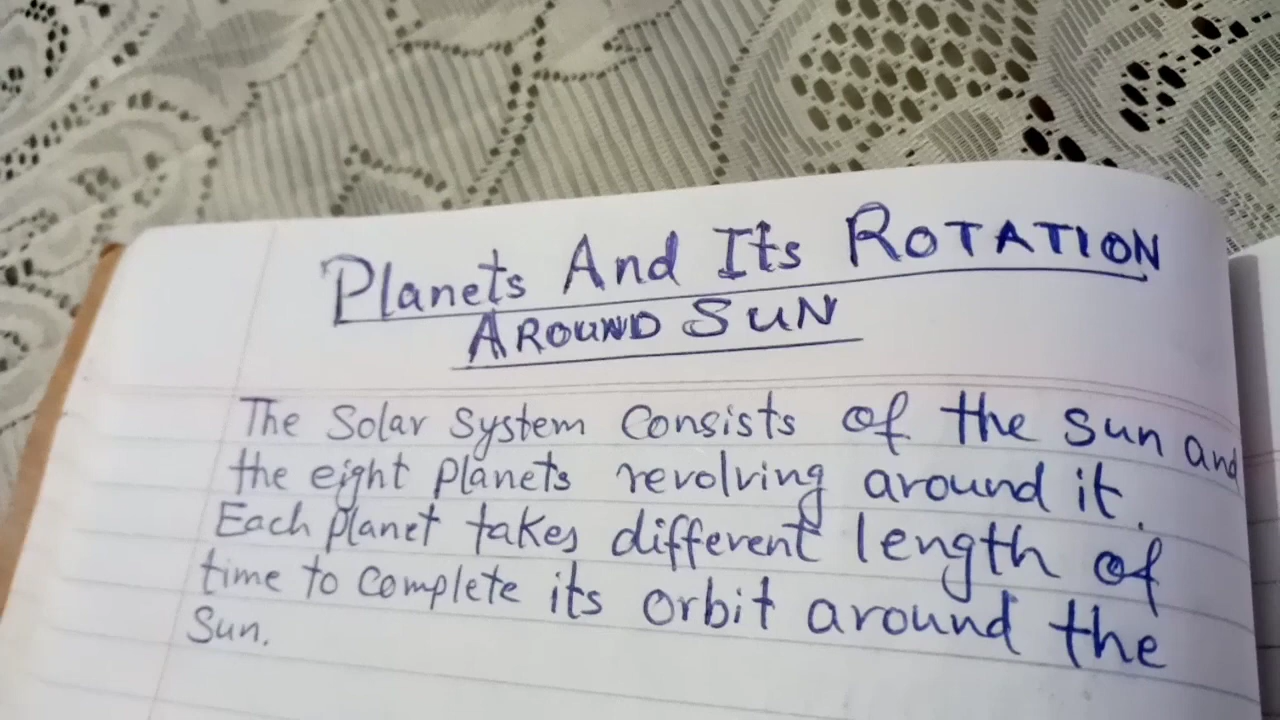 Planets And Its ROTATION
AROUND SUN
The Solar System Consists of the Sun and
the eight Planets revolving around it.
Each Planet takes different length of
time to Complete its orbit around the
Sun.